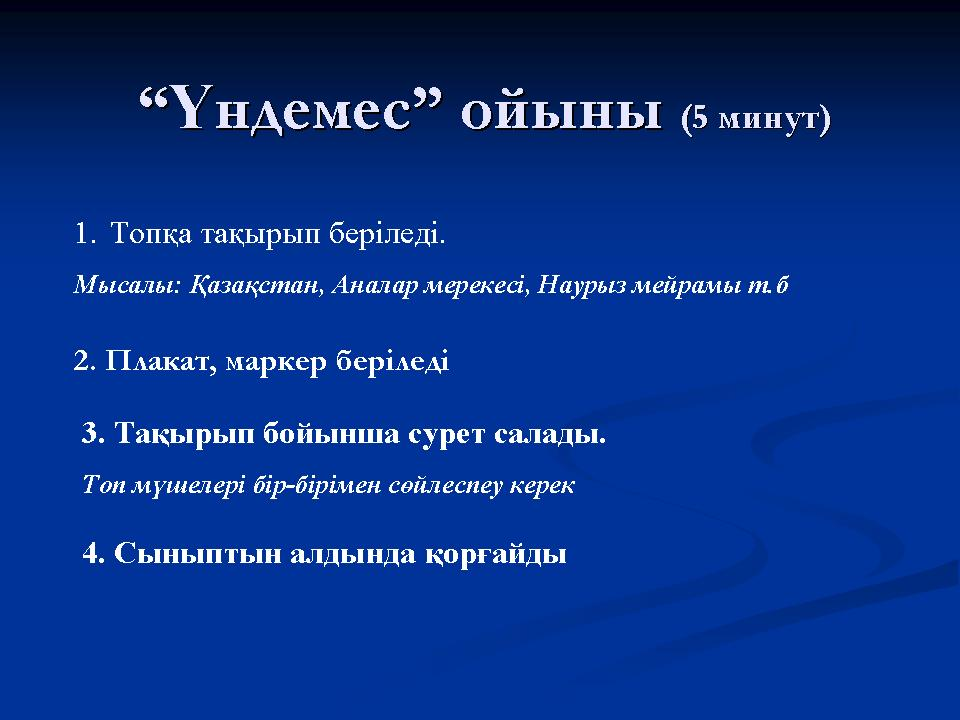 “Үндемес” ойыны (5 минут)
1. Топқа тақырып беріледі.
Мысалы: Қазақстан, Аналар мерекесі, Наурыз мейрамы т.б
2. Плакат, маркер беріледі
3. Тақырып бойынша сурет салады.
Топ мүшелері бір-бірімен сөйлеспеу керек
4. Сыныптын алдында қорғайды